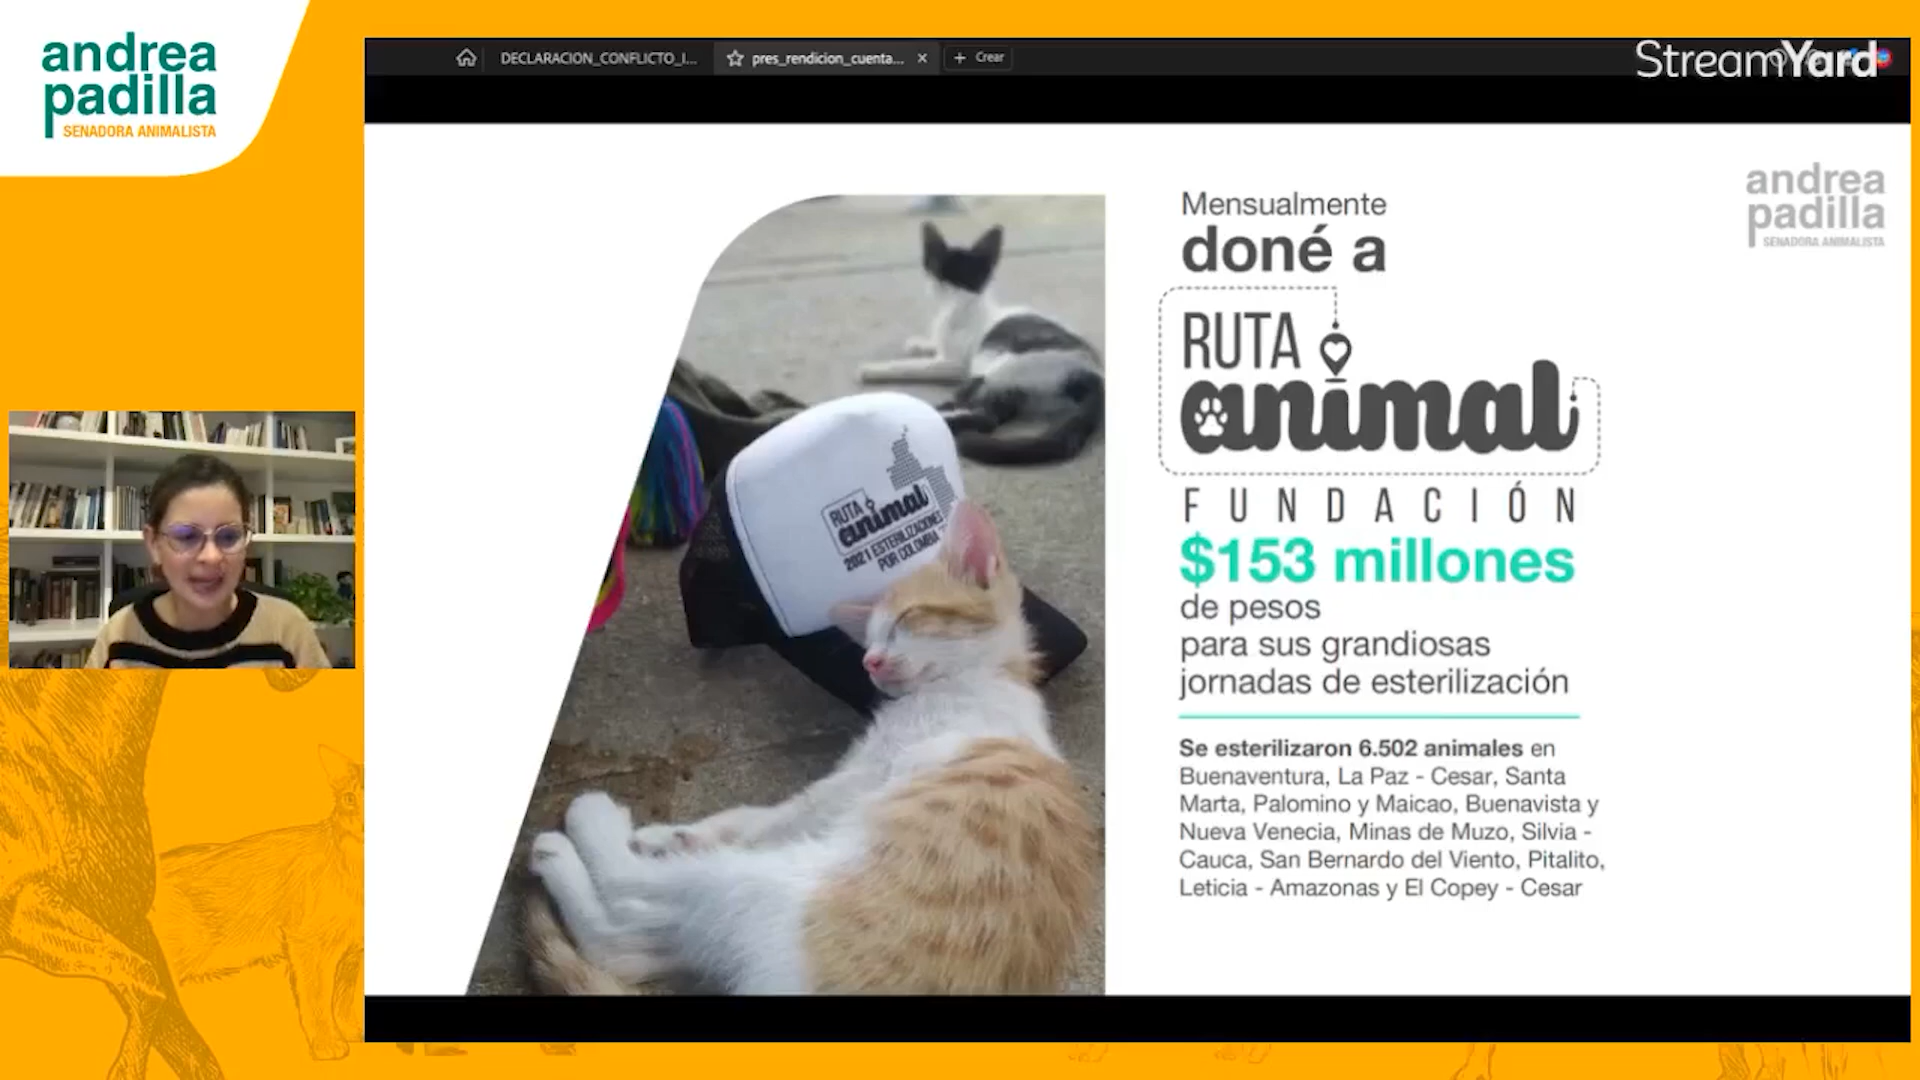 andrea
padilla
SENADORA ANIMALISTA
DECLARACION_CONFLICTO_I...
pres_rendicion_cuenta...
Crear
StreamYard
andrea
padilla
SENADORA ANIMALISTA
Mensualmente
doné a
RUTA
animal
FUNDACIÓN
$153 millones
de pesos
para sus grandiosas
jornadas de esterilización
Se esterilizaron 6.502 animales en
Buenaventura, La Paz - Cesar, Santa
Marta, Palomino y Maicao, Buenavista y
Nueva Venecia, Minas de Muzo, Silvia -
Cauca, San Bernardo del Viento, Pitalito,
Leticia - Amazonas y El Copey - Cesar
RUTA
animal
2021 ESTERILIZACIONES
POR COLOMBIA